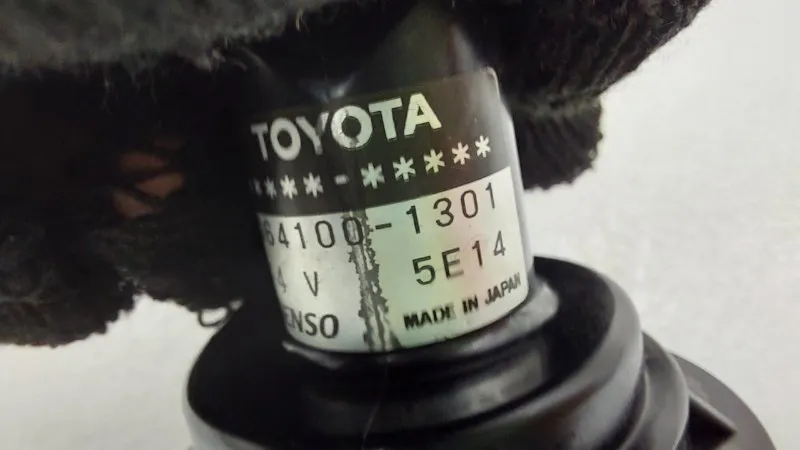 TOYOTA
****-*****
64100-1301
4 V 5E14
ENSO MADE IN JAPAN